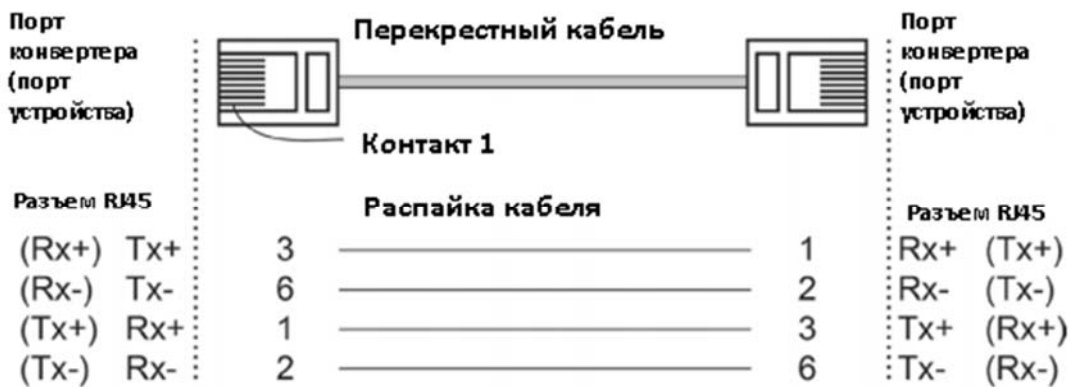 Порт
конвертера
(порт
устройства)
Перекрестный кабель
Порт
конвертера
(порт
устройства)
Контакт 1
Разъем RJ45
Распайка кабеля
Разъем RJ45
(Rx+) Tx+ 3 1 Rx+ (Tx+)
(Rx-) Tx- 6 2 Rx- (Tx-)
(Tx+) Rx+ 1 3 Tx+ (Rx+)
(Tx-) Rx- 2 6 Tx- (Rx-)